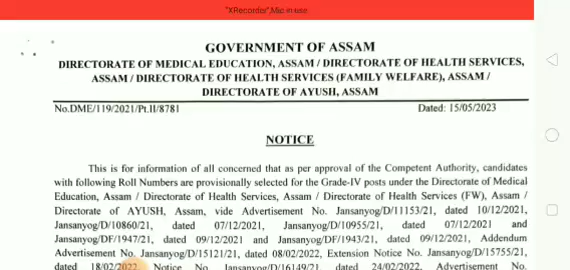 "XRecorder",Mic in use
GOVERNMENT OF ASSAM
DIRECTORATE OF MEDICAL EDUCATION, ASSAM / DIRECTORATE OF HEALTH SERVICES,
ASSAM / DIRECTORATE OF HEALTH SERVICES (FAMILY WELFARE), ASSAM /
DIRECTORATE OF AYUSH, ASSAM
No.DME/119/2021/Pt.II/8781 Dated: 15/05/2023
NOTICE
This is for information of all concerned that as per approval of the Competent Authority, candidates
with following Roll Numbers are provisionally selected for the Grade-IV posts under the Directorate of Medical
Education, Assam / Directorate of Health Services, Assam / Directorate of Health Services (FW), Assam /
Directorate of AYUSH, Assam, vide Advertisement No. Jansanyog/D/11153/21, dated 10/12/2021,
Jansanyog/D/10860/21, dated 07/12/2021, Jansanyog/D/10955/21, dated 07/12/2021 and
Jansanyog/DF/1947/21, dated 09/12/2021 and Jansanyog/DF/1943/21, dated 09/12/2021, Addendum
Advertisement No. Jansanyog/D/15121/21, dated 08/02/2022, Extension Notice No. Jansanyog/D/15755/21,
dated 18/02/2022, Notice No. Jansanyog/D/16149/21, dated 24/02/2022, Advertisement No.